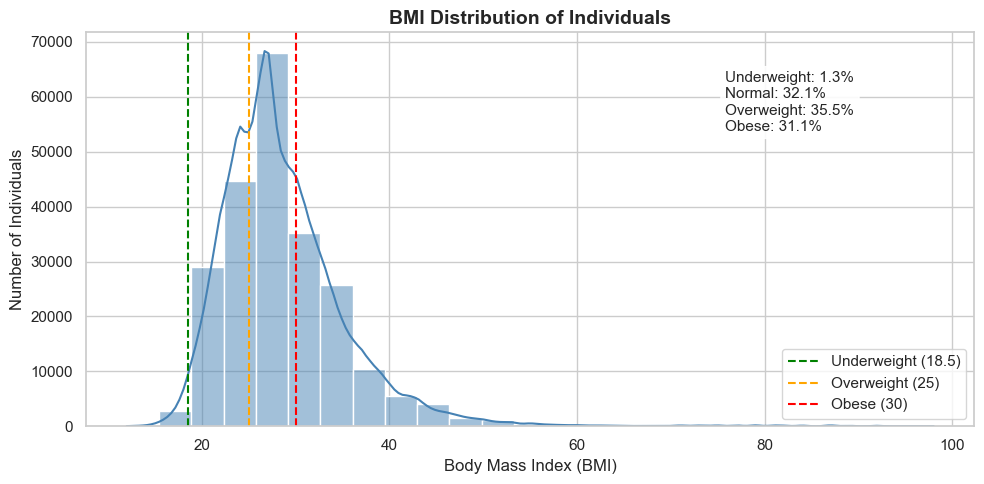 BMI Distribution of Individuals
Number of Individuals
70000
60000
50000
40000
30000
20000
10000
0
Underweight: 1.3%
Normal: 32.1%
Overweight: 35.5%
Obese: 31.1%
Underweight (18.5)
Overweight (25)
Obese (30)
20 40 60 80 100
Body Mass Index (BMI)